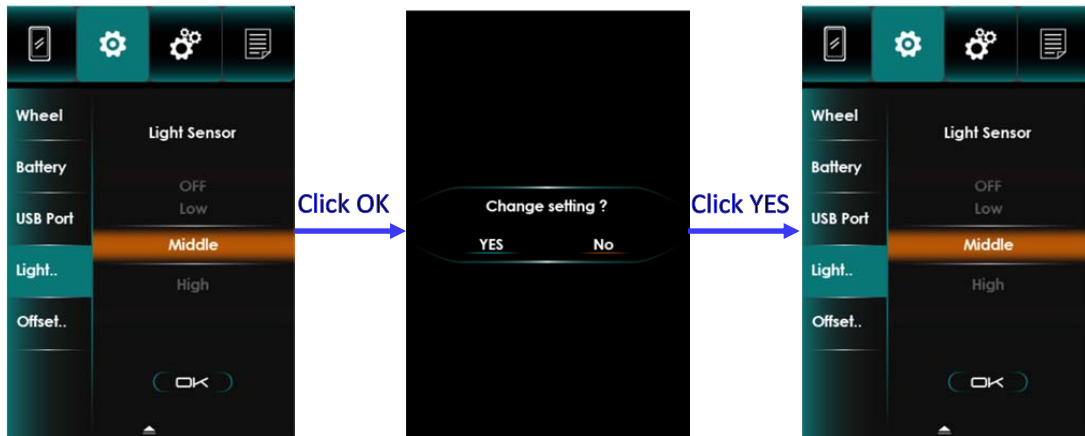 Wheel
Battery
USB Port
Light..
Offset..
Light Sensor
OFF
Low
Middle
High
OK
Click OK
Change setting ?
YES No
Click YES
Wheel
Battery
USB Port
Light..
Offset..
Light Sensor
OFF
Low
Middle
High
OK